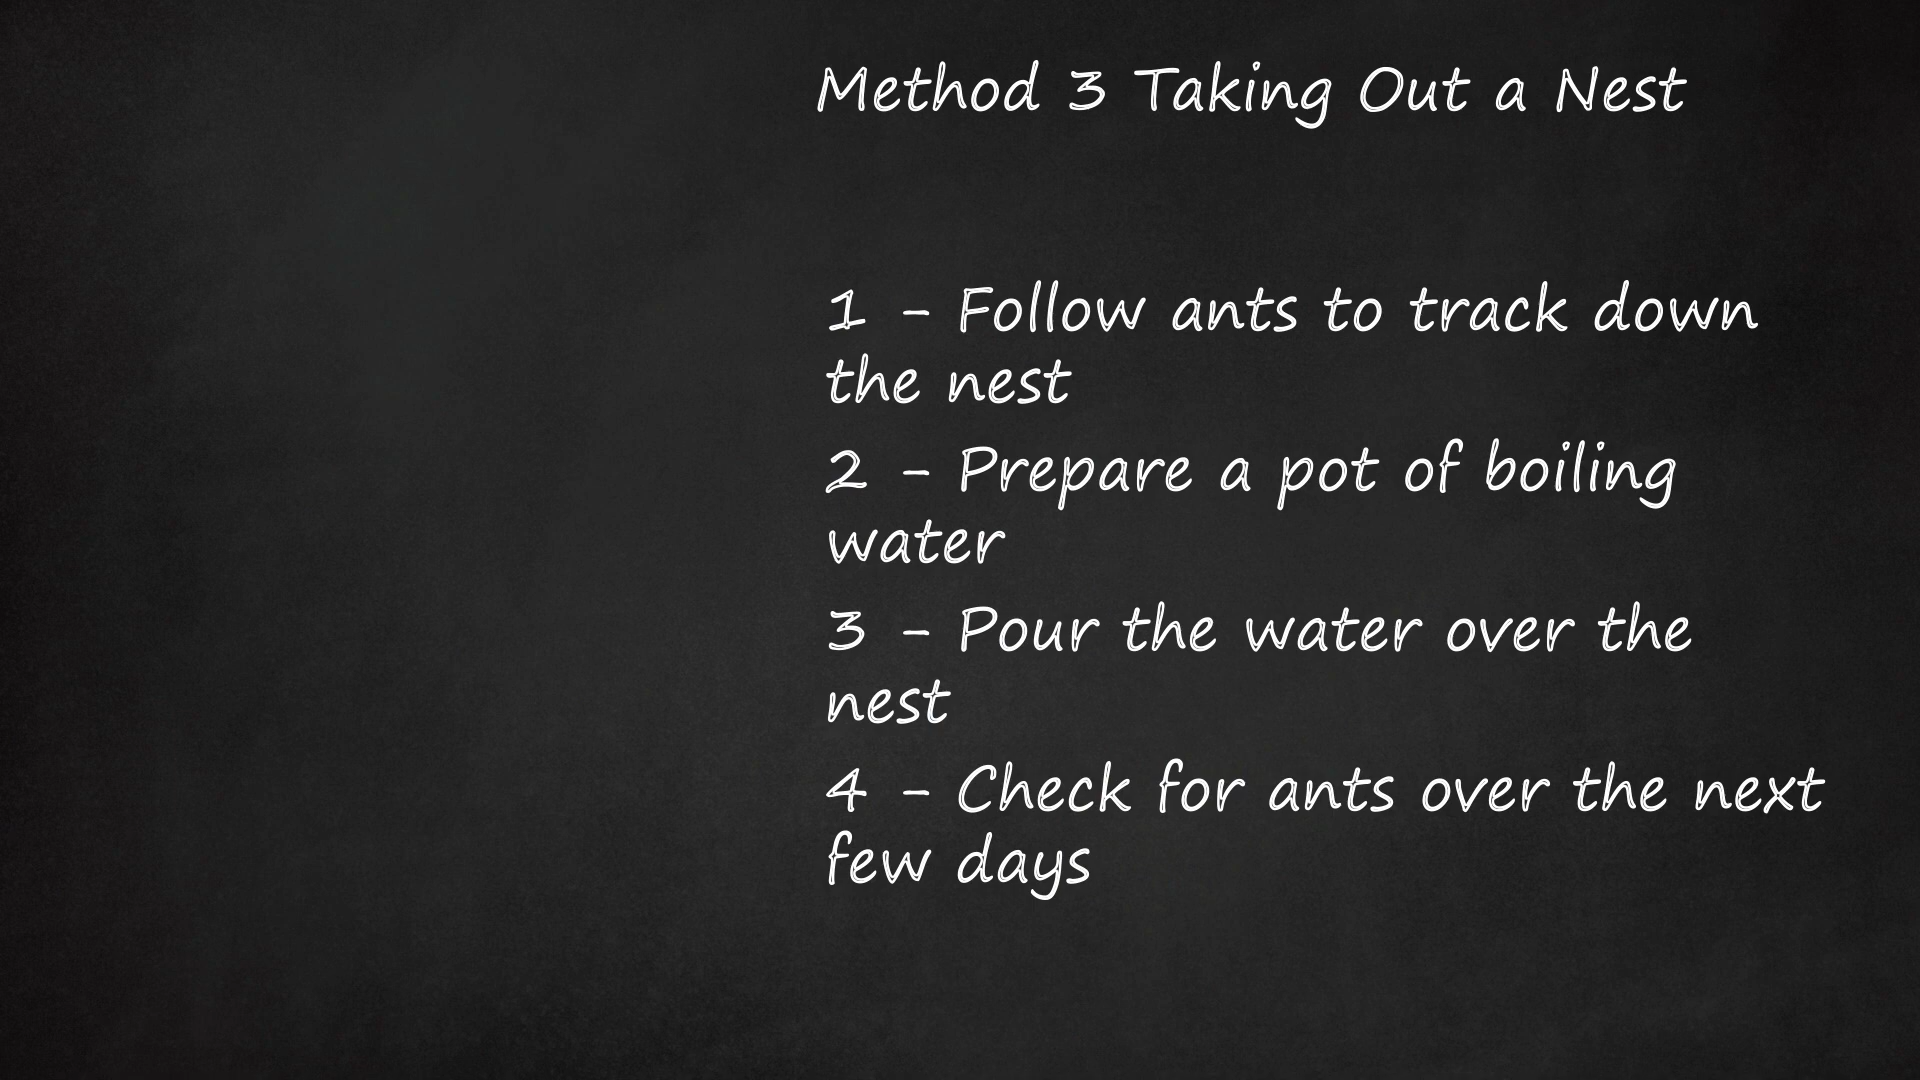 Method 3 Taking Out a Nest
1 - Follow ants to track down
the nest
2 - Prepare a pot of boiling
water
3 - Pour the water over the
nest
4 - Check for ants over the next
few days